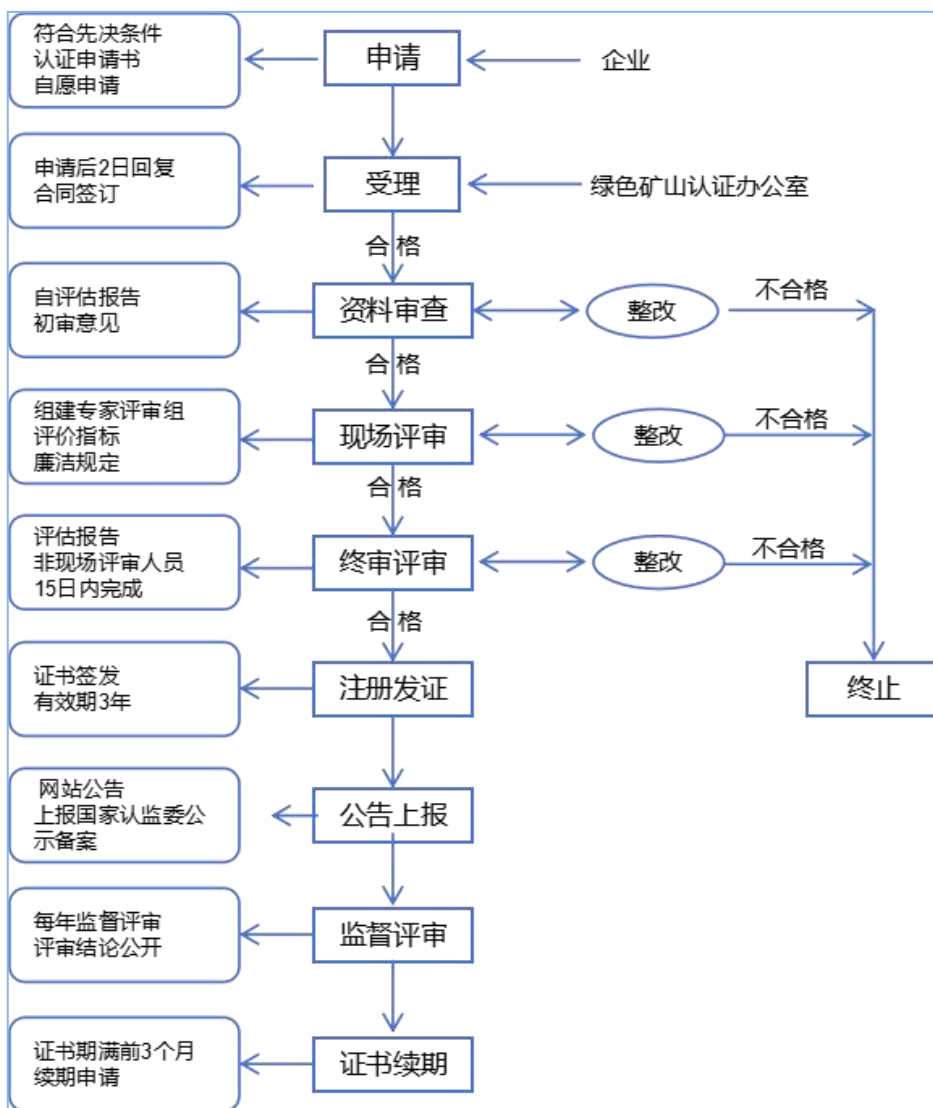 符合先决条件
认证申请书
自愿申请
申请
企业
申请后2日回复
合同签订
受理
绿色矿山认证办公室
合格
自评估报告
初审意见
资料审查
整改
不合格
合格
组建专家评审组
评价指标
廉洁规定
现场评审
整改
不合格
合格
评估报告
非现场评审人员
15日内完成
终审评审
整改
不合格
合格
证书签发
有效期3年
注册发证
终止
网站公告
上报国家认监委公
示备案
公告上报
每年监督评审
评审结论公开
监督评审
证书期满前3个月
续期申请
证书续期